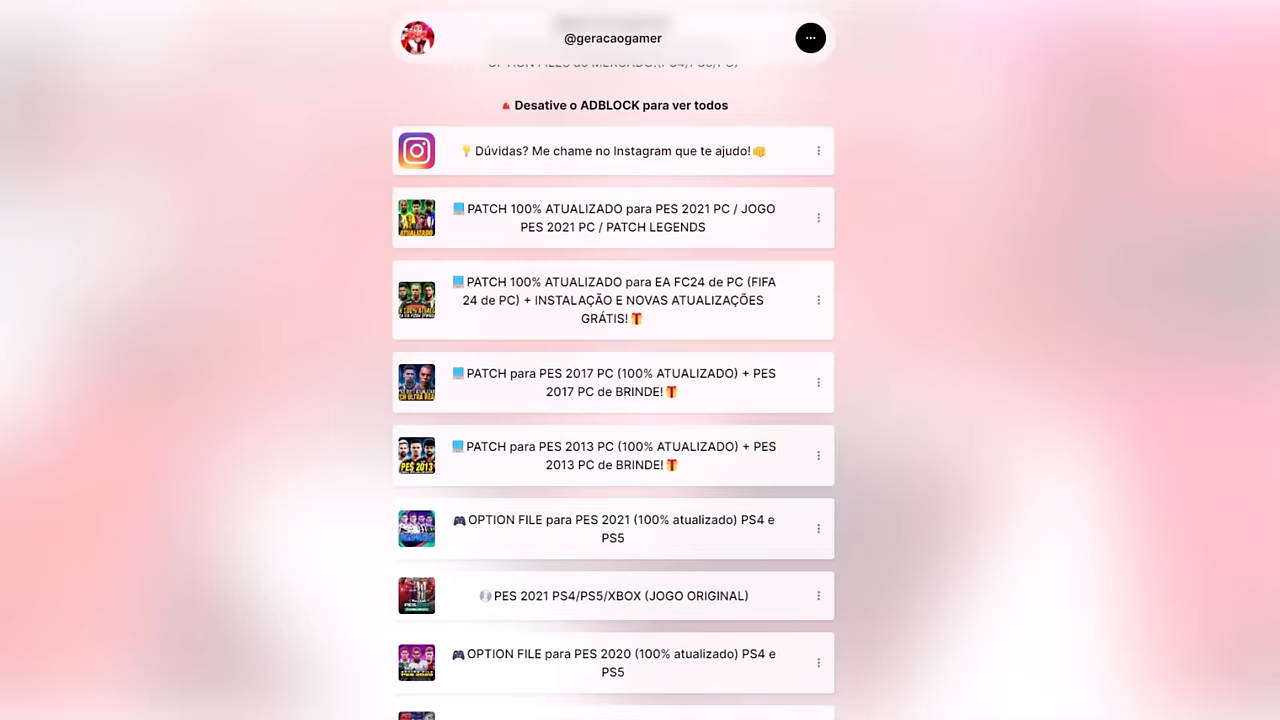 @geracaogamer
Desative o ADBLOCK para ver todos
💡Dúvidas? Me chame no Instagram que te ajudo!👊
PATCH 100% ATUALIZADO para PES 2021 PC / JOGO
PES 2021 PC / PATCH LEGENDS
PATCH 100% ATUALIZADO para EA FC24 de PC (FIFA
24 de PC) + INSTALAÇÃO E NOVAS ATUALIZAÇÕES
GRÁTIS!🎁
PATCH para PES 2017 PC (100% ATUALIZADO) + PES
2017 PC de BRINDE!🎁
PATCH para PES 2013 PC (100% ATUALIZADO) + PES
2013 PC de BRINDE!🎁
PES 2013
🎮OPTION FILE para PES 2021 (100% atualizado) PS4 e
PS5
PES 2021 PS4/PS5/XBOX (JOGO ORIGINAL)
🎮OPTION FILE para PES 2020 (100% atualizado) PS4 e
PS5